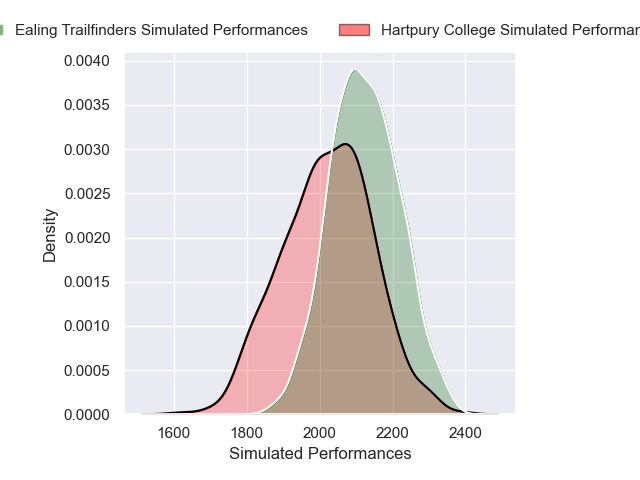 Ealing Trailfinders Simulated Performances
Hartpury College Simulated Performar
0.0040
0.0035
0.0030
0.0025
0.0020
0.0015
0.0010
0.0005
0.0000
Density
1600 1800 2000 2200 2400
Simulated Performances